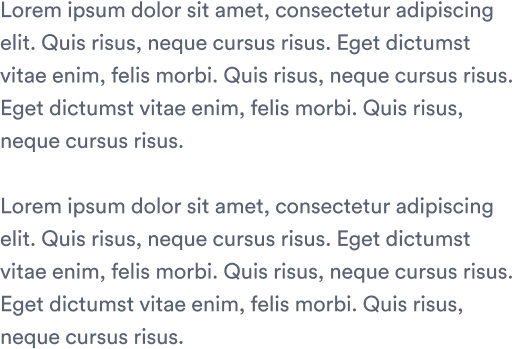 Lorem ipsum dolor sit amet, consectetur adipiscing
elit. Quis risus, neque cursus risus. Eget dictumst
vitae enim, felis morbi. Quis risus, neque cursus risus.
Eget dictumst vitae enim, felis morbi. Quis risus,
neque cursus risus.

Lorem ipsum dolor sit amet, consectetur adipiscing
elit. Quis risus, neque cursus risus. Eget dictumst
vitae enim, felis morbi. Quis risus, neque cursus risus.
Eget dictumst vitae enim, felis morbi. Quis risus,
neque cursus risus.